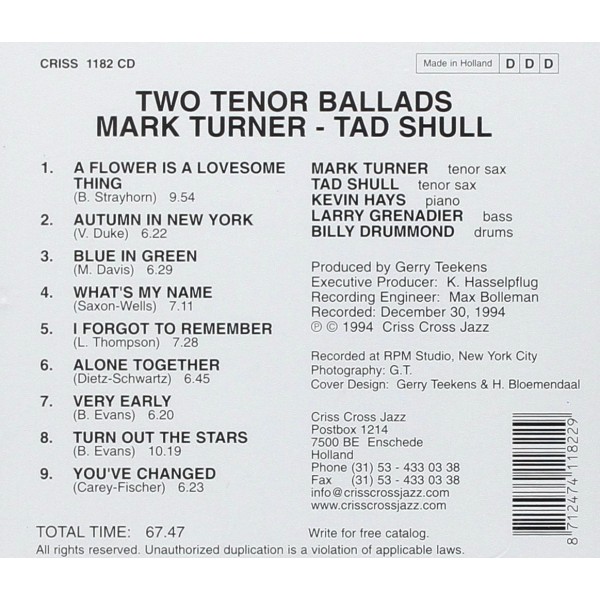 CRISS 1182 CD
Made in Holland D D D
TWO TENOR BALLADS
MARK TURNER - TAD SHULL
1. A FLOWER IS A LOVESOME
THING
(B. Strayhorn) 9.54
2. AUTUMN IN NEW YORK
(V. Duke) 6.22
3. BLUE IN GREEN
(M. Davis) 6.29
4. WHAT'S MY NAME
(Saxon-Wells) 7.11
5. I FORGOT TO REMEMBER
(L. Thompson) 7.28
6. ALONE TOGETHER
(Dietz-Schwartz) 6.45
7. VERY EARLY
(B. Evans) 6.20
8. TURN OUT THE STARS
(B. Evans) 10.19
9. YOU'VE CHANGED
(Carey-Fischer) 6.23
MARK TURNER tenor sax
TAD SHULL tenor sax
KEVIN HAYS piano
LARRY GRENADIER bass
BILLY DRUMMOND drums
Produced by Gerry Teekens
Executive Producer: K. Hasselpflug
Recording Engineer: Max Bolleman
Recorded: December 30, 1994
℗ © 1994 Criss Cross Jazz
Recorded at RPM Studio, New York City
Photography: G.T.
Cover Design: Gerry Teekens & H. Bloemendaal
Criss Cross Jazz
Postbox 1214
7500 BE Enschede
Holland
Phone (31) 53 - 433 03 38
Fax (31) 53 - 433 03 38
info@crisscrossjazz.com
www.crisscrossjazz.com
8 712474 118229
TOTAL TIME: 67.47
Write for free catalog.
All rights reserved. Unauthorized duplication is a violation of applicable laws.